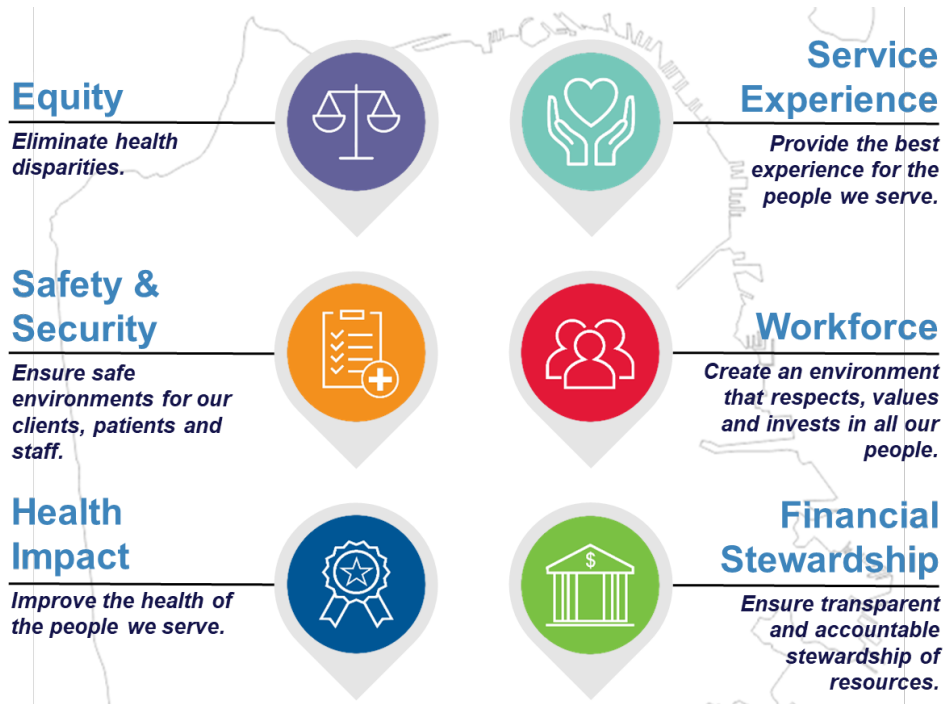 Equity
Eliminate health
disparities.
Service
Experience
Provide the best
experience for the
people we serve.
Safety &
Security
Ensure safe
environments for our
clients, patients and
staff.
Workforce
Create an environment
that respects, values
and invests in all our
people.
Health
Impact
Improve the health of
the people we serve.
Financial
Stewardship
$
Ensure transparent
and accountable
stewardship of
resources.